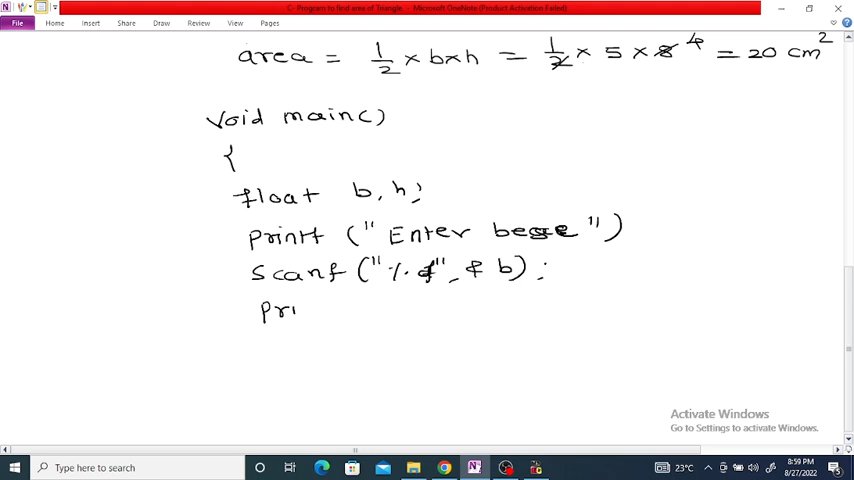 C- Program to find area of Triangle. - Microsoft OneNote (Product Activation Failed)
File Home Insert Share Draw Review View Pages
area = 1/2 × b×h = 1/2 × 5 × 8 4 = 20 cm²
void main()
{
float b, h;
printf ("Enter base")
scanf ("%f", & b);
pri
Activate Windows
Go to Settings to activate Windows.
Type here to search
23°C
8:59 PM
8/27/2022
5